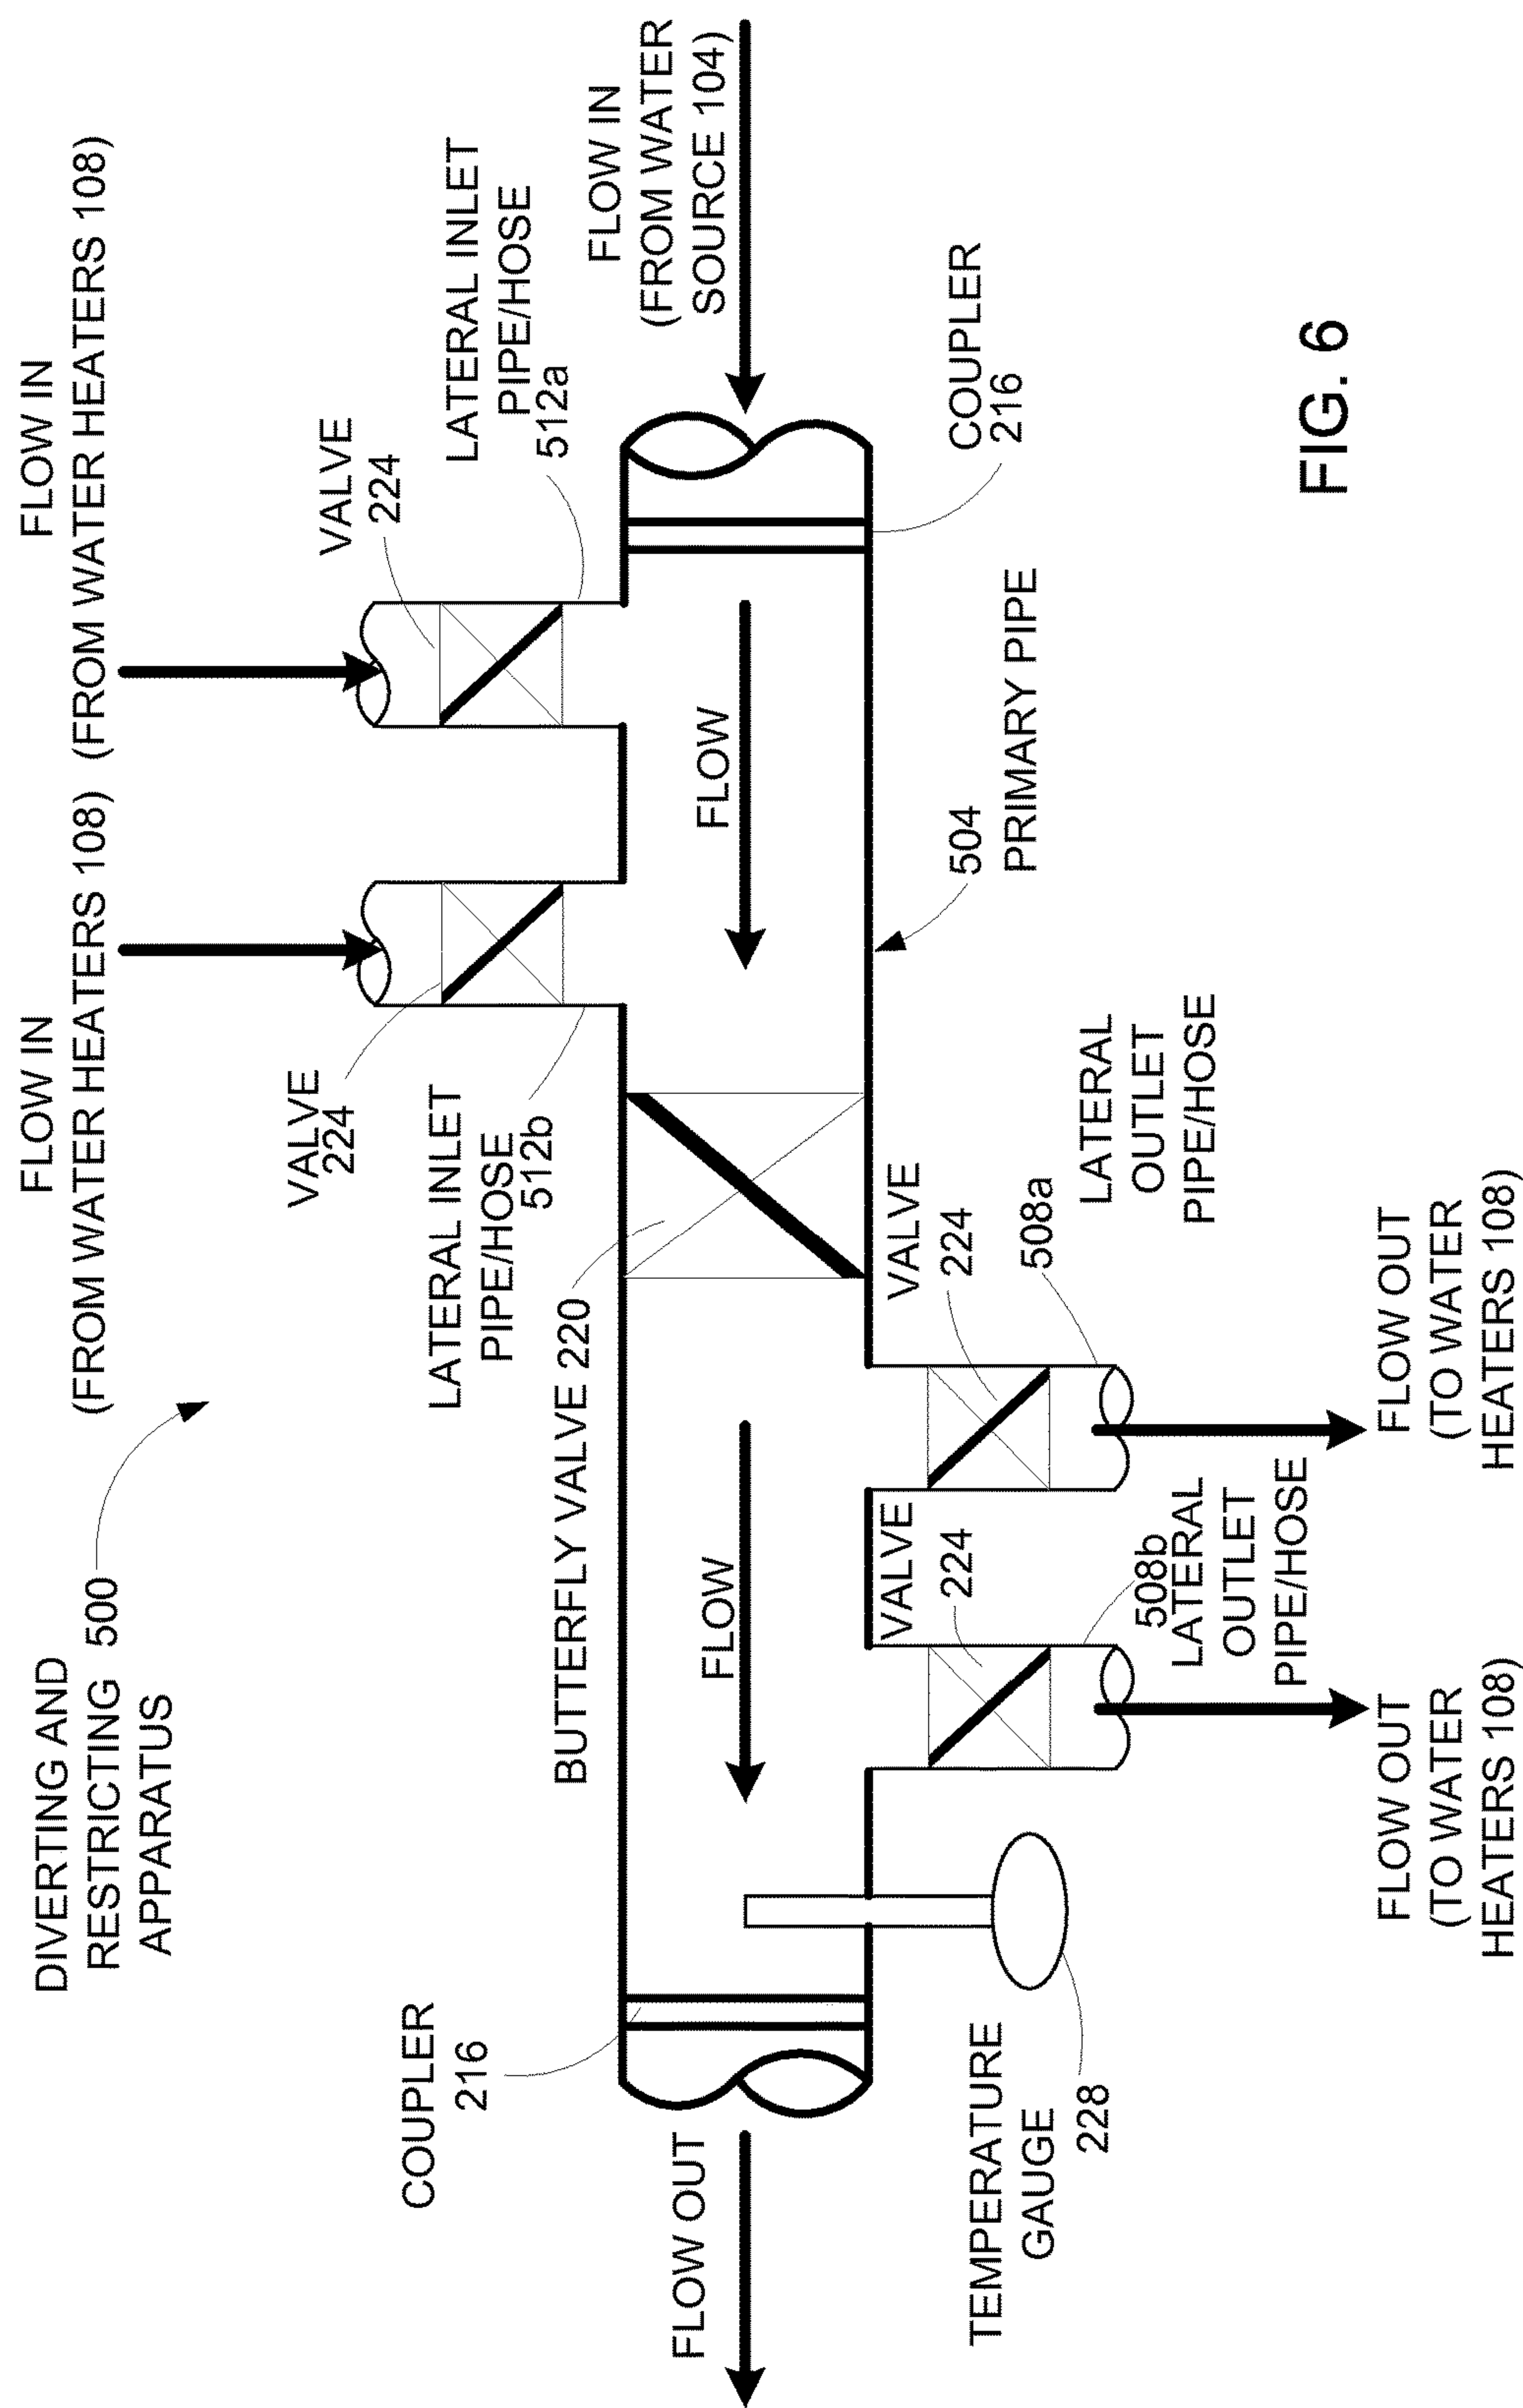 DIVERTING AND
RESTRICTING 500
APPARATUS
FLOW IN
(FROM WATER HEATERS 108)
FLOW IN
(FROM WATER HEATERS 108)
VALVE
224
VALVE
224
LATERAL INLET
PIPE/HOSE
512b
LATERAL INLET
PIPE/HOSE
512a
FLOW IN
(FROM WATER
SOURCE 104)
COUPLER
216
BUTTERFLY VALVE 220
FLOW OUT
FLOW
FLOW
COUPLER
216
504
PRIMARY PIPE
VALVE
224
VALVE
224
508a
LATERAL
OUTLET
PIPE/HOSE
508b
LATERAL
OUTLET
PIPE/HOSE
TEMPERATURE
GAUGE
228
FLOW OUT
(TO WATER
HEATERS 108)
FLOW OUT
(TO WATER
HEATERS 108)
FIG. 6